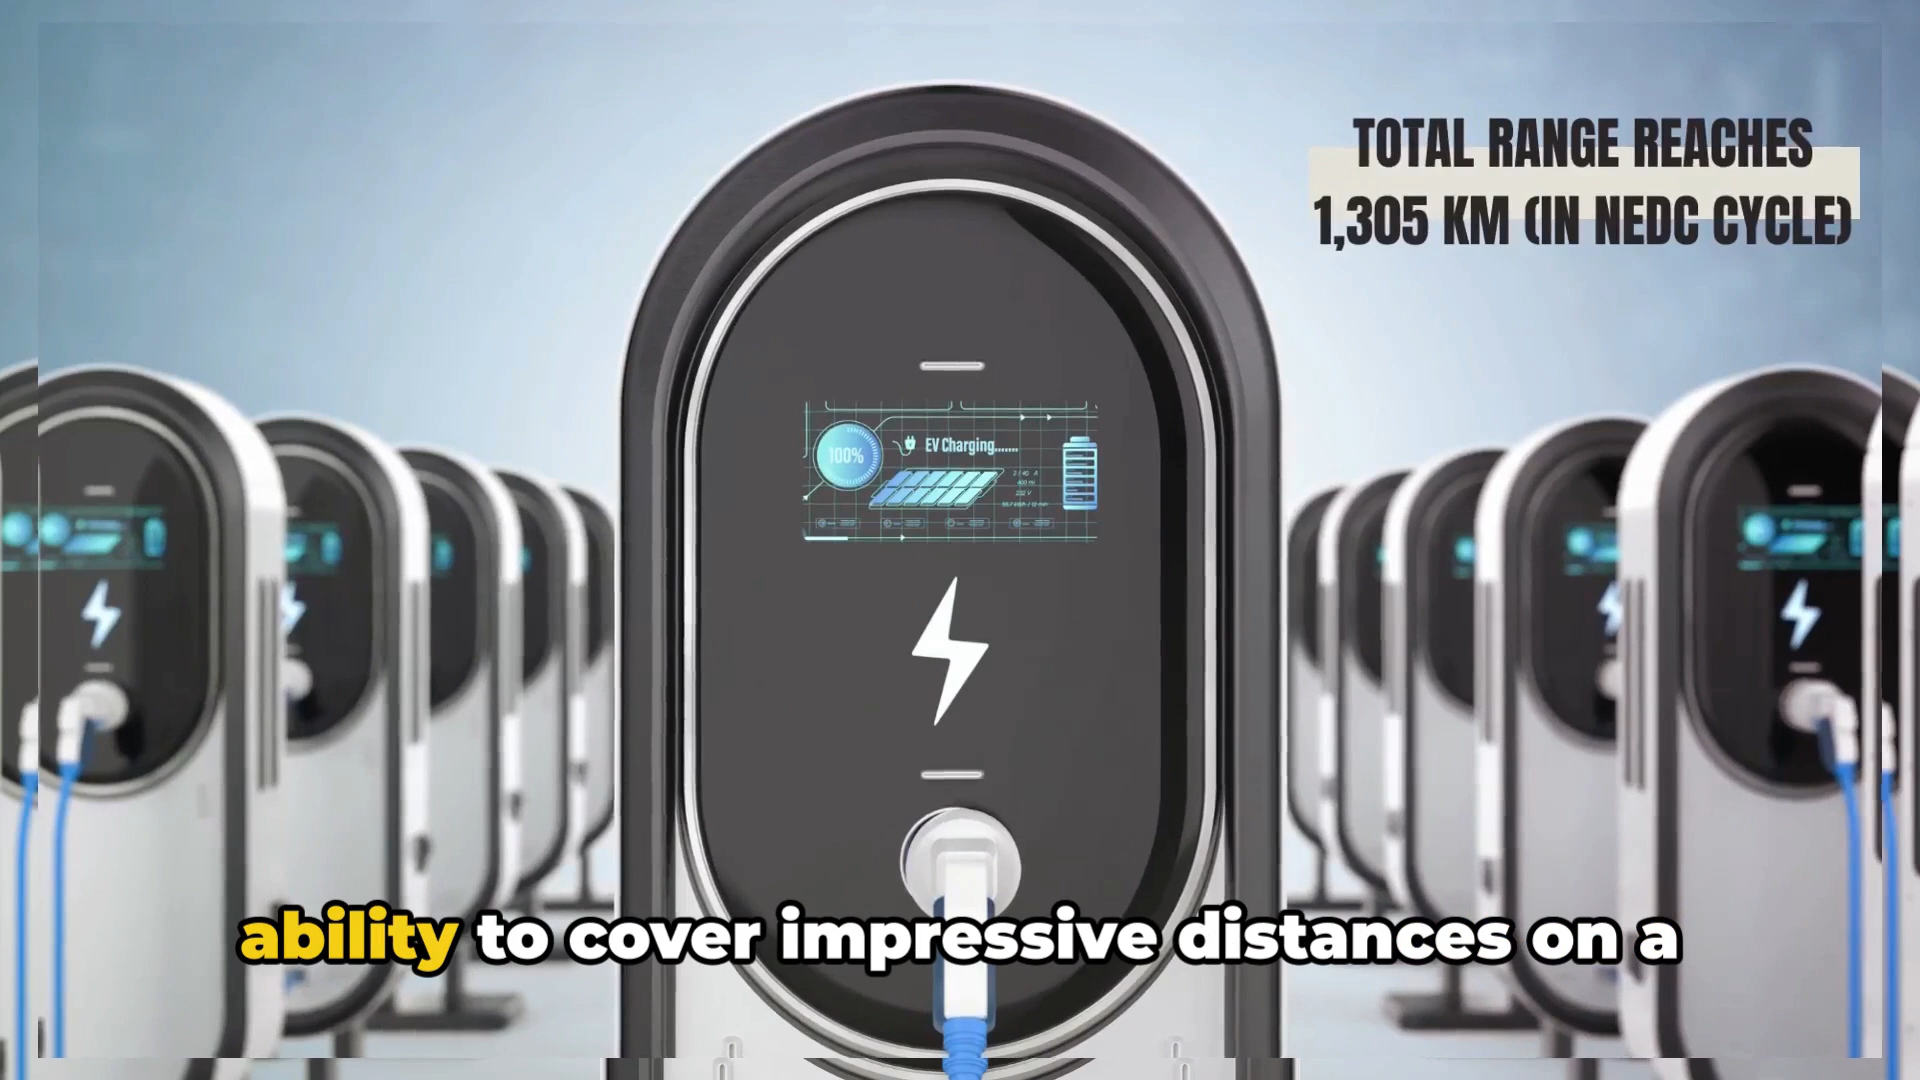 TOTAL RANGE REACHES
1,305 KM (IN NEDC CYCLE)
EV Charging.......
100%
ability to cover impressive distances on a